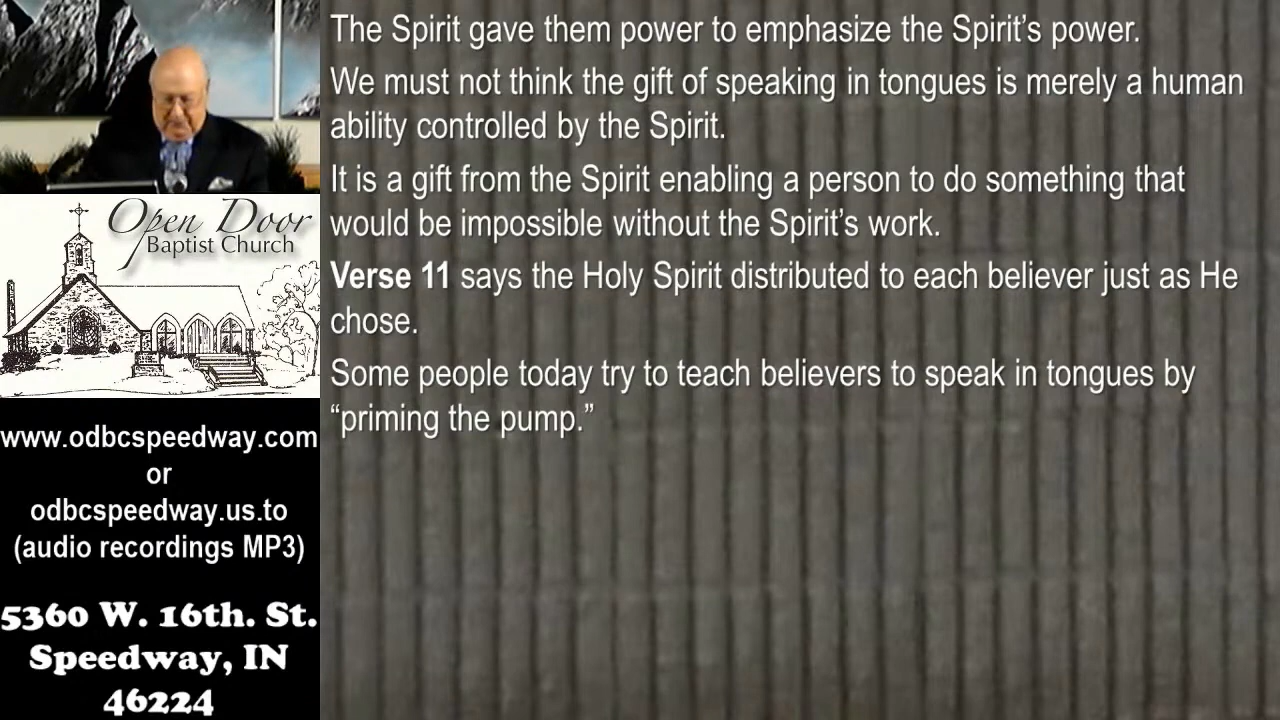 The Spirit gave them power to emphasize the Spirit’s power.
We must not think the gift of speaking in tongues is merely a human
ability controlled by the Spirit.
It is a gift from the Spirit enabling a person to do something that
would be impossible without the Spirit’s work.
Verse 11 says the Holy Spirit distributed to each believer just as He
chose.
Some people today try to teach believers to speak in tongues by
“priming the pump.”
Open Door
Baptist Church
www.odbcspeedway.com
or
odbcspeedway.us.to
(audio recordings MP3)
5360 W. 16th. St.
Speedway, IN
46224